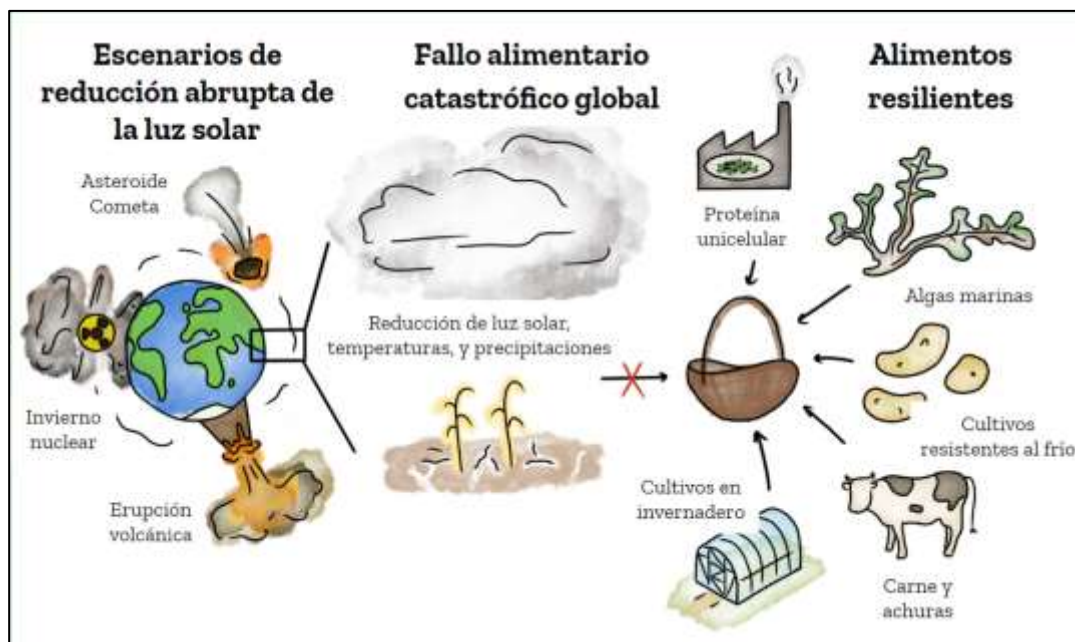 Escenarios de
reducción abrupta de
la luz solar
Asteroide
Cometa
Invierno
nuclear
Erupción
volcánica
Fallo alimentario
catastrófico global
Reducción de luz solar,
temperaturas, y precipitaciones
Alimentos
resilientes
Proteína
unicelular
Algas marinas
Cultivos
resistentes al frío
Cultivos en
invernadero
Carne y
achuras